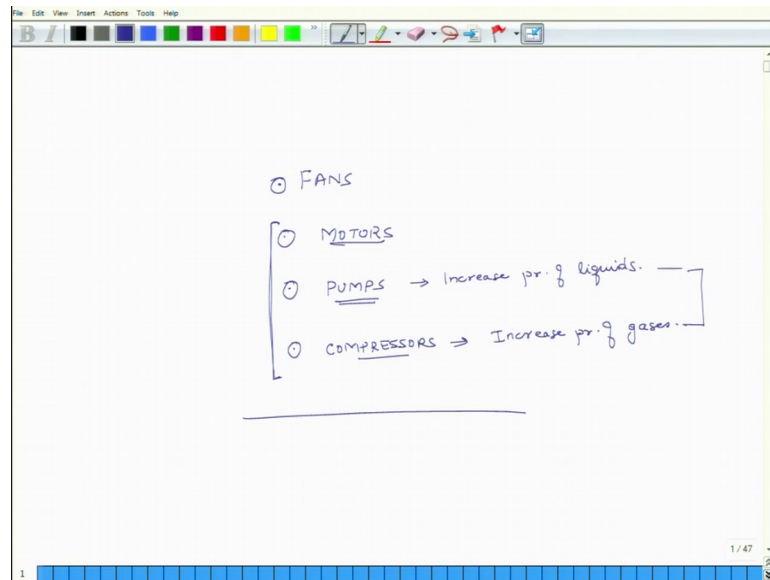 File Edit View Insert Actions Tools Help
B I
FANS
MOTORS
PUMPS → Increase pr. of liquids.
COMPRESSORS → Increase pr. of gases.
1 / 47
1